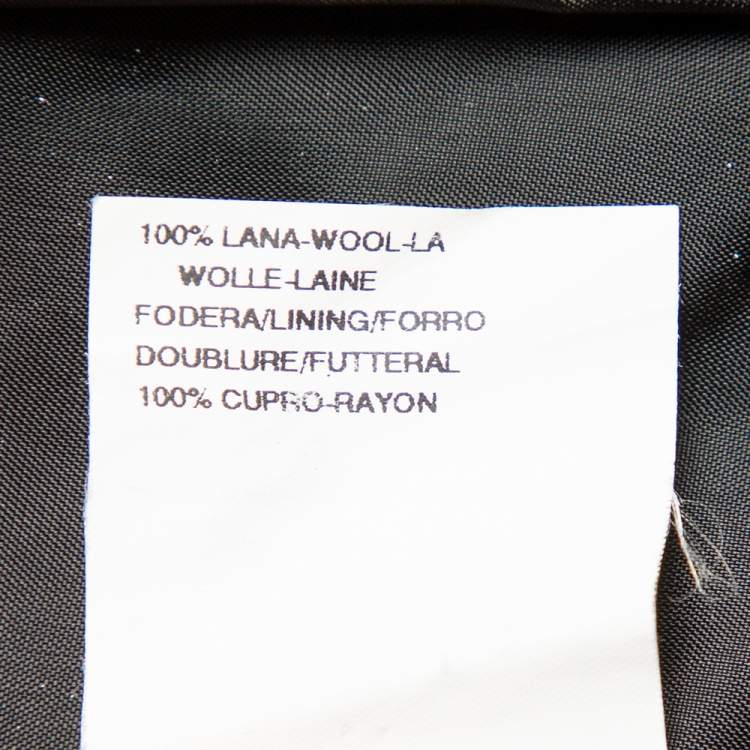 100% LANA-WOOL-LA
WOLLE-LAINE
FODERA/LINING/FORRO
DOUBLURE/FUTTERAL
100% CUPRO-RAYON